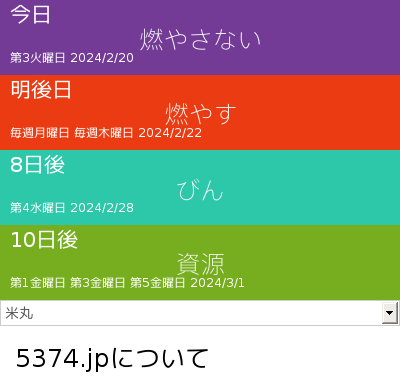 今日
燃やさない
第3火曜日 2024/2/20
明後日
燃やす
毎週月曜日 毎週木曜日 2024/2/22
8日後
びん
第4水曜日 2024/2/28
10日後
資源
第1金曜日 第3金曜日 第5金曜日 2024/3/1
米丸
5374.jpについて